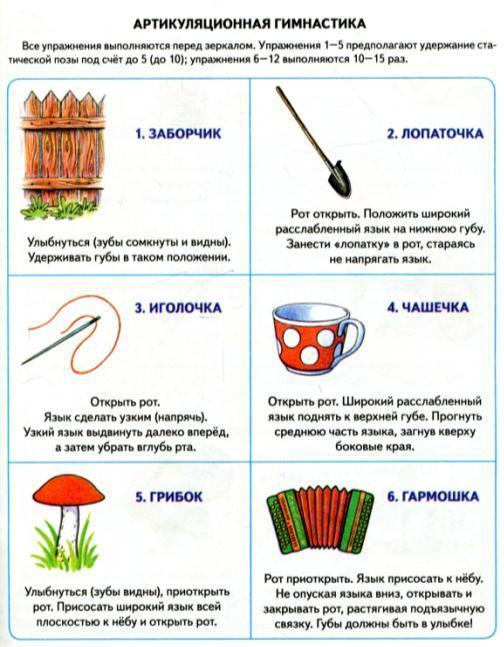 АРТИКУЛЯЦИОННАЯ ГИМНАСТИКА
Все упражнения выполняются перед зеркалом. Упражнения 1—5 предполагают удержание ста-
тической позы под счёт до 5 (до 10); упражнения 6—12 выполняются 10—15 раз.
1. ЗАБОРЧИК
Улыбнуться (зубы сомкнуты и видны).
Удерживать губы в таком положении.
2. ЛОПАТОЧКА
Рот открыть. Положить широкий
расслабленный язык на нижнюю губу.
Занести «лопатку» в рот, стараясь
не напрягать язык.
3. ИГОЛОЧКА
Открыть рот.
Язык сделать узким (напрячь).
Узкий язык выдвинуть далеко вперёд,
а затем убрать вглубь рта.
4. ЧАШЕЧКА
Открыть рот. Широкий расслабленный
язык поднять к верхней губе. Прогнуть
среднюю часть языка, загнув кверху
боковые края.
5. ГРИБОК
Улыбнуться (зубы видны), приоткрыть
рот. Присосать широкий язык всей
плоскостью к нёбу и открыть рот.
6. ГАРМОШКА
Рот приоткрыть. Язык присосать к нёбу.
Не опуская языка вниз, открывать и
закрывать рот, растягивая подъязычную
связку. Губы должны быть в улыбке!